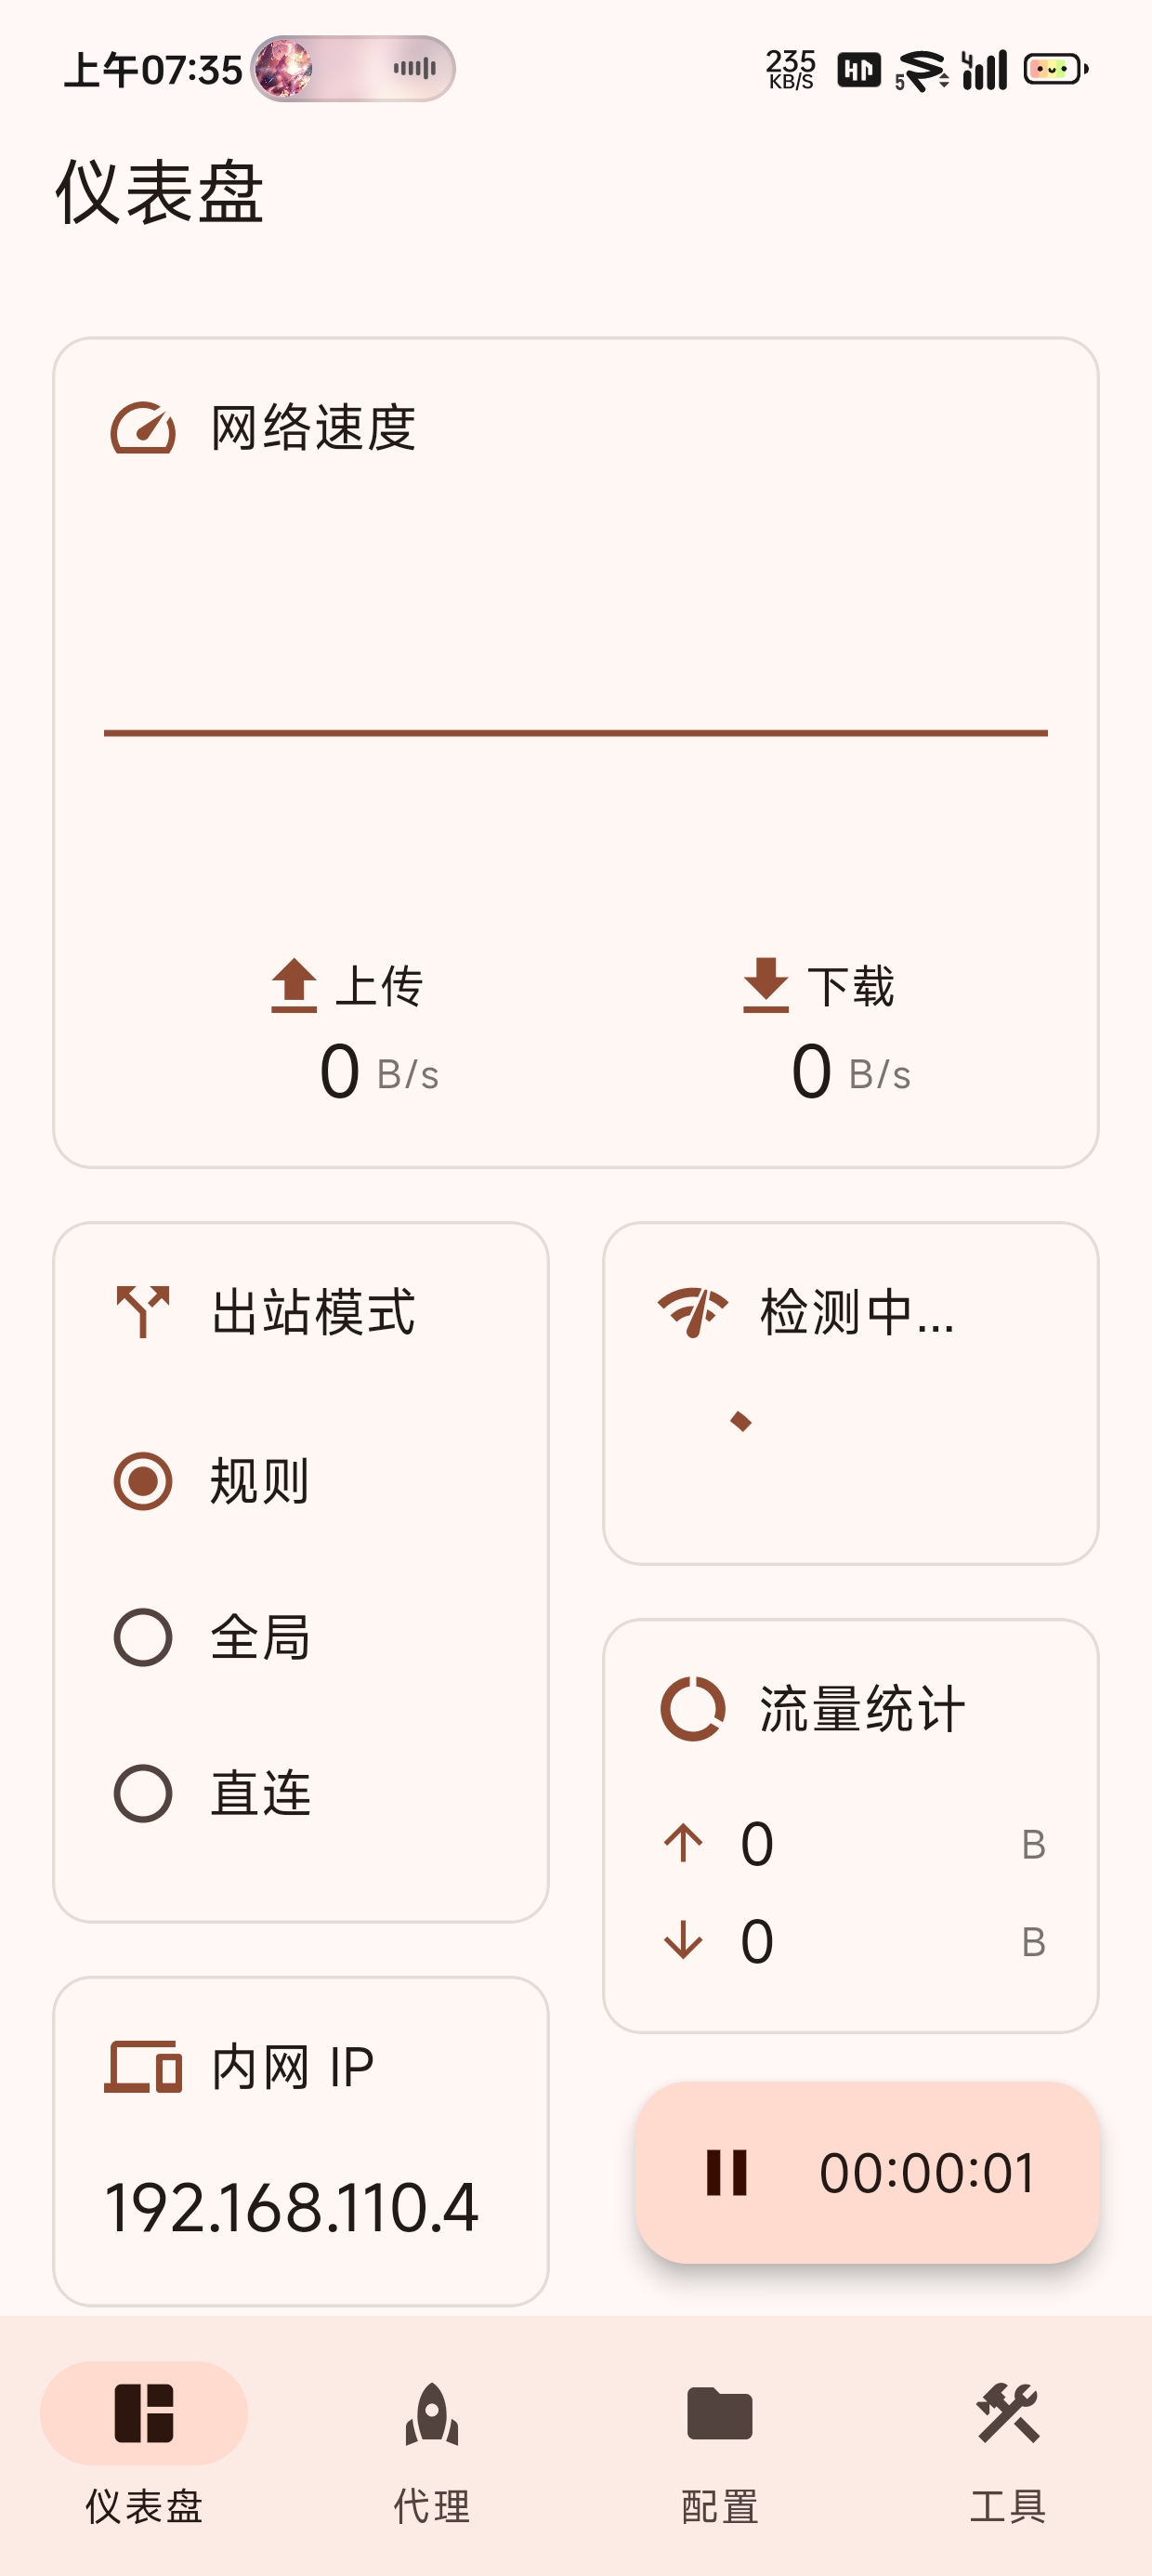 上午07:35
235
KB/S
5
4
仪表盘
网络速度
上传
下载
0 B/s
0 B/s
出站模式
规则
全局
直连
检测中...
流量统计
0 B
0 B
内网 IP
192.168.110.4
00:00:01
仪表盘
代理
配置
工具